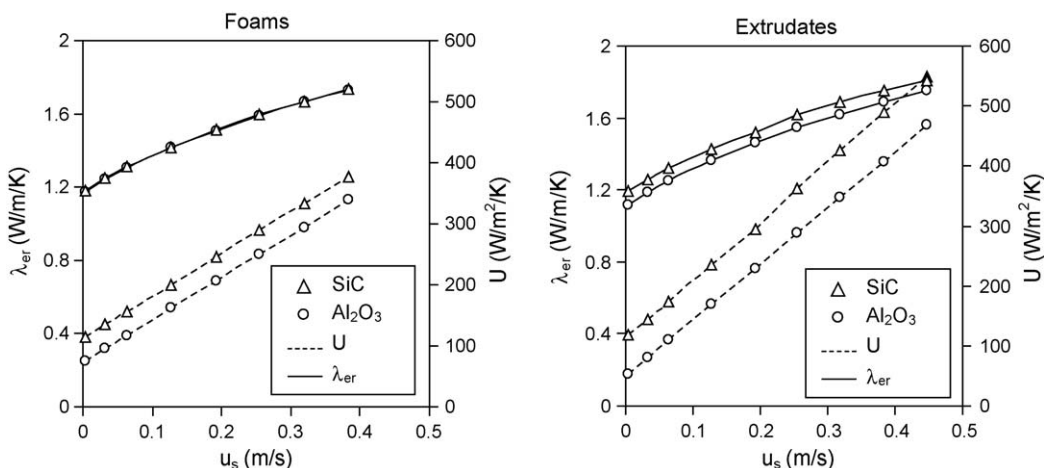 Foams
2
1.6
1.2
0.8
0.4
0
600
500
400
300
200
100
0
0 0.1 0.2 0.3 0.4 0.5
λer (W/m/K)
U (W/m²/K)
us (m/s)
SiC
Al₂O₃
U
λer
Extrudates
2
1.6
1.2
0.8
0.4
0
600
500
400
300
200
100
0
0 0.1 0.2 0.3 0.4 0.5
λer (W/m/K)
U (W/m²/K)
us (m/s)
SiC
Al₂O₃
U
λer